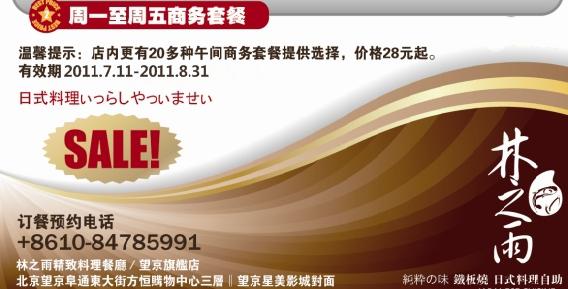 周一至周五商务套餐
温馨提示：店内更有20多种午间商务套餐提供选择，价格28元起。
有效期2011.7.11-2011.8.31
日式料理いっらしやついませい
SALE!
林之雨
订餐预约电话
+8610-84785991
林之雨精致料理餐廳 / 望京旗艦店
北京望京阜通東大街方恒購物中心三層‖望京星美影城對面
純粋の味 鐵板燒 日式料理自助